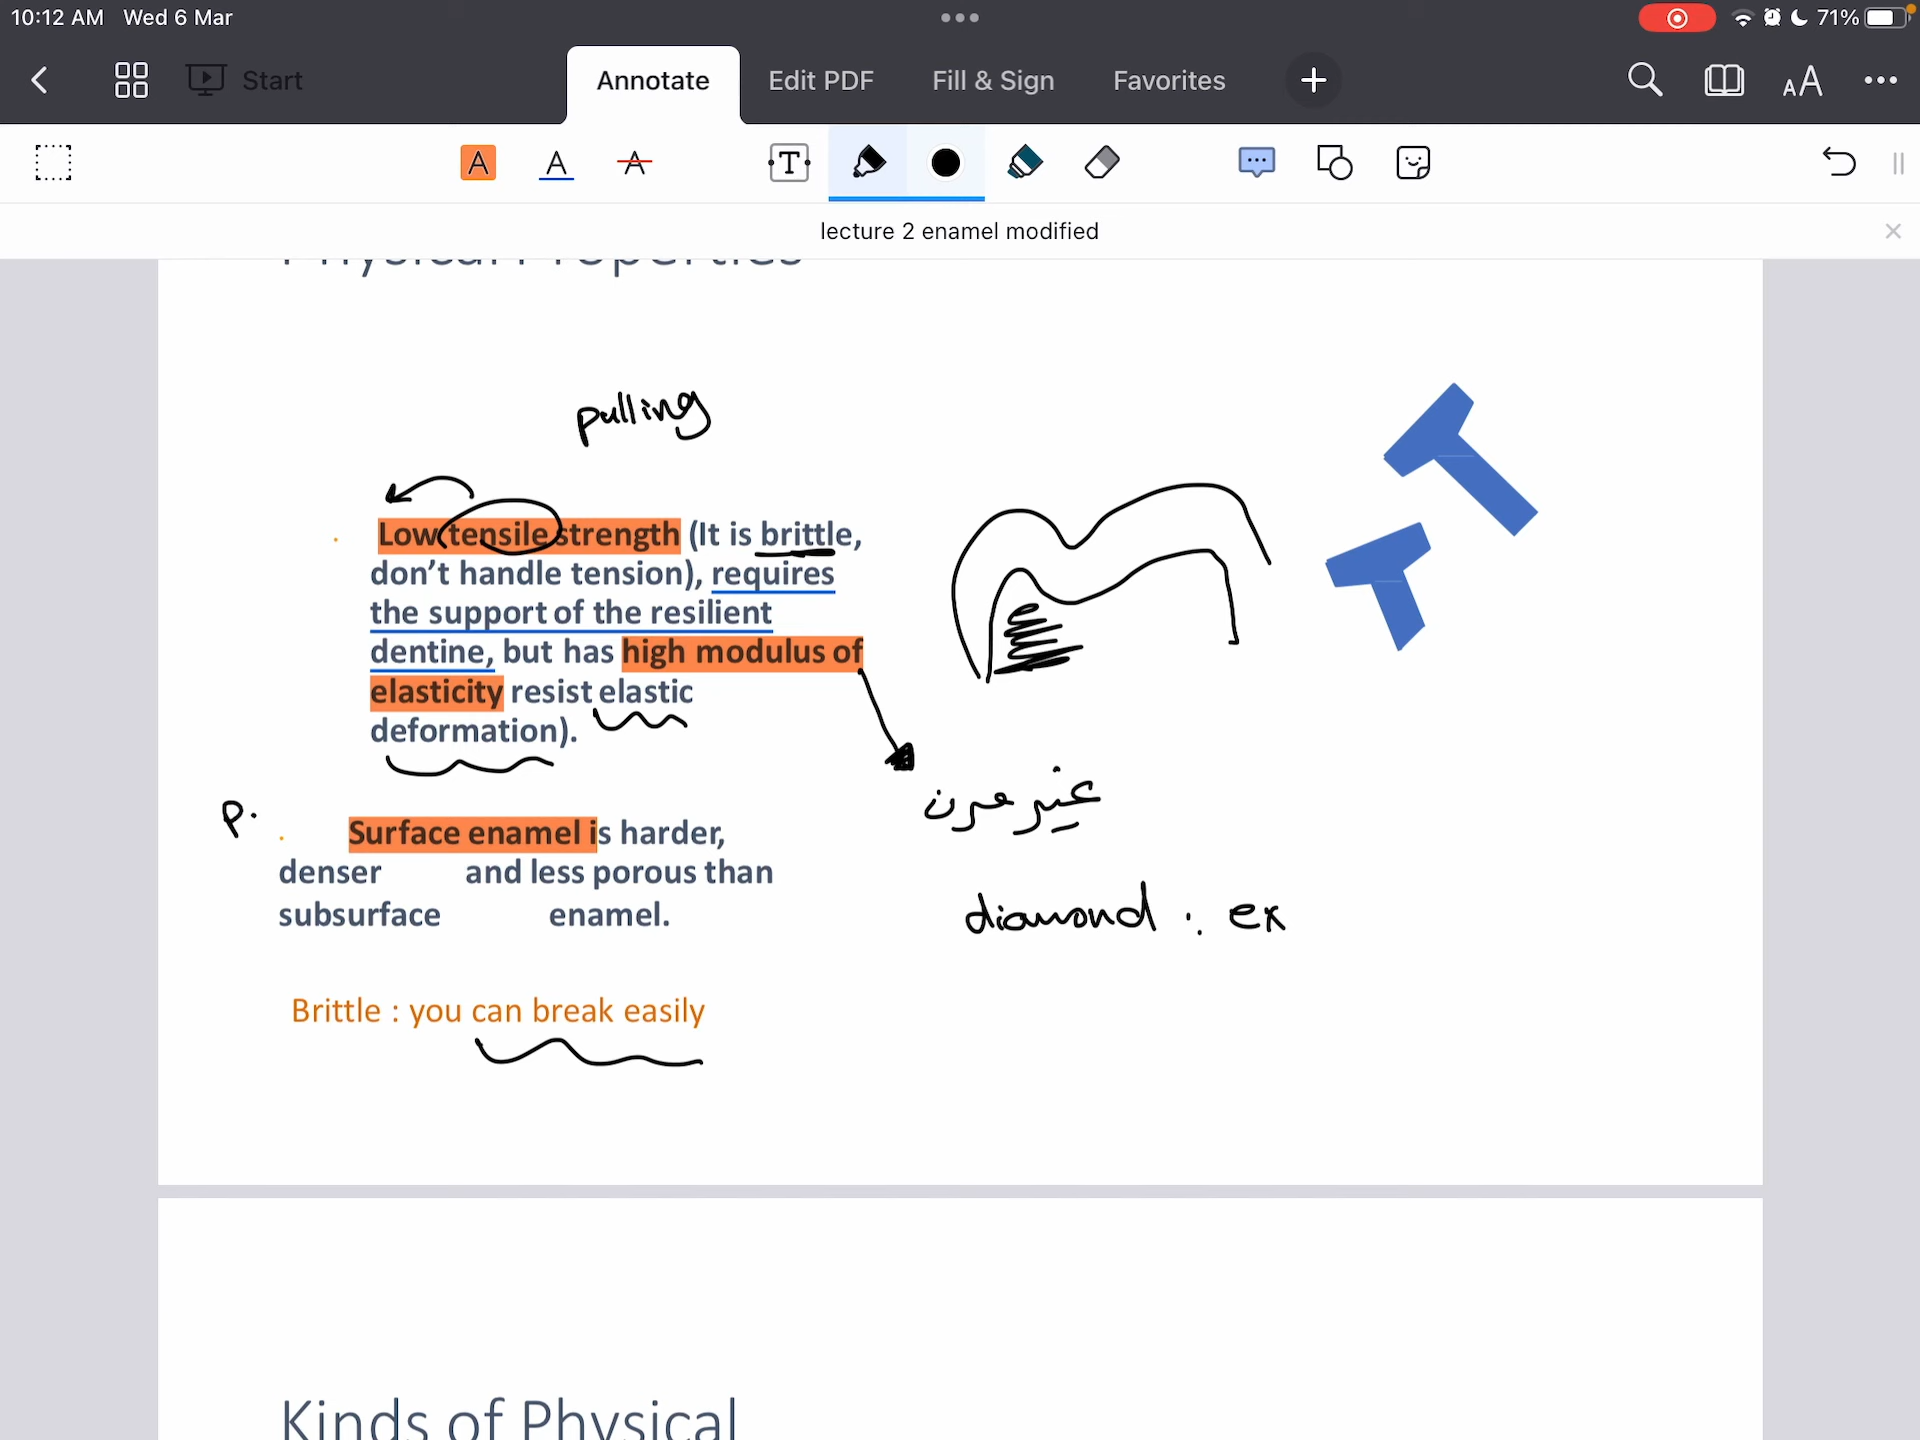 10:12 AM Wed 6 Mar
71%
Start
Annotate
Edit PDF
Fill & Sign
Favorites
AA
A A A T
lecture 2 enamel modified
Physical Properties
pulling
Low tensile strength (It is brittle,
don’t handle tension), requires
the support of the resilient
dentine, but has high modulus of
elasticity resist elastic
deformation).
غير مرن
P.
Surface enamel is harder,
denser and less porous than
subsurface enamel.
diamond : ex
Brittle : you can break easily
Kinds of Physical